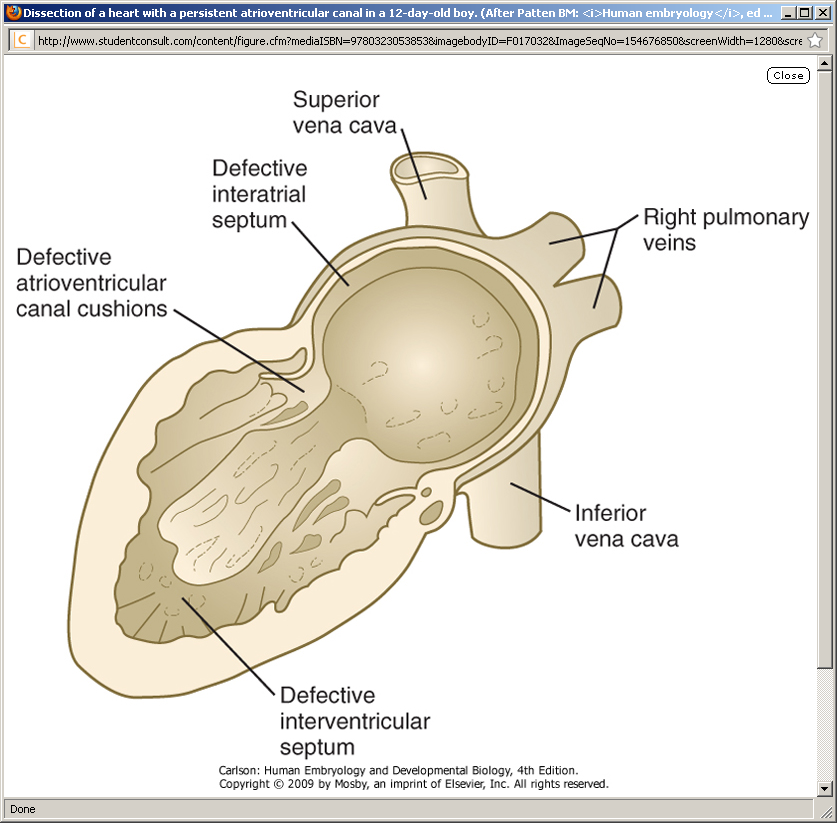 Dissection of a heart with a persistent atrioventricular canal in a 12-day-old boy. (After Patten BM: <i>Human embryology</i>, ed ...
http://www.studentconsult.com/content/figure.cfm?mediaISBN=9780323053853&imagebodyID=F017032&ImageSeqNo=154676850&screenWidth=1280&scre
Close
Superior
vena cava
Defective
interatrial
septum
Right pulmonary
veins
Defective
atrioventricular
canal cushions
Inferior
vena cava
Defective
interventricular
septum
Carlson: Human Embryology and Developmental Biology, 4th Edition.
Copyright © 2009 by Mosby, an imprint of Elsevier, Inc. All rights reserved.
Done